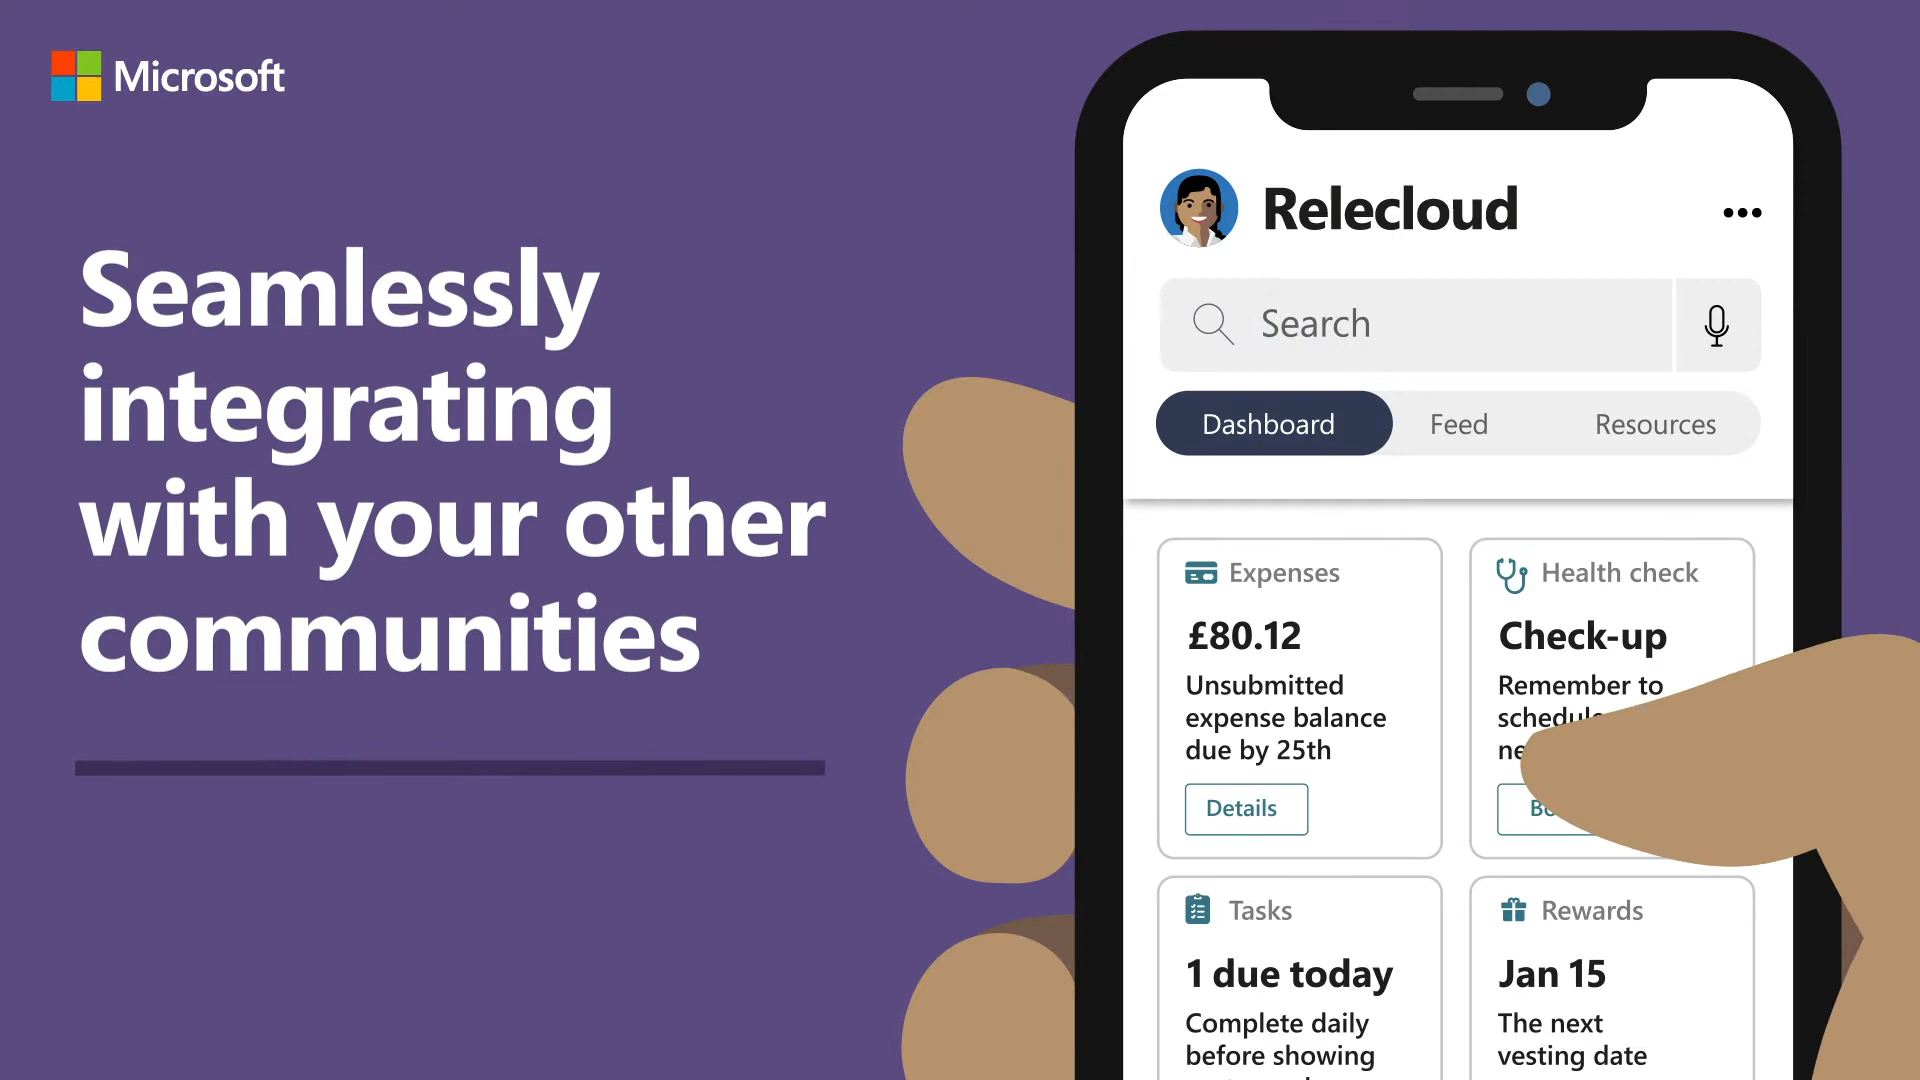 Microsoft
Seamlessly
integrating
with your other
communities
Relecloud
Search
Dashboard
Feed
Resources
Expenses
£80.12
Unsubmitted
expense balance
due by 25th
Details
Health check
Check-up
Remember to
Tasks
1 due today
Complete daily
before showing
Rewards
Jan 15
The next
vesting date